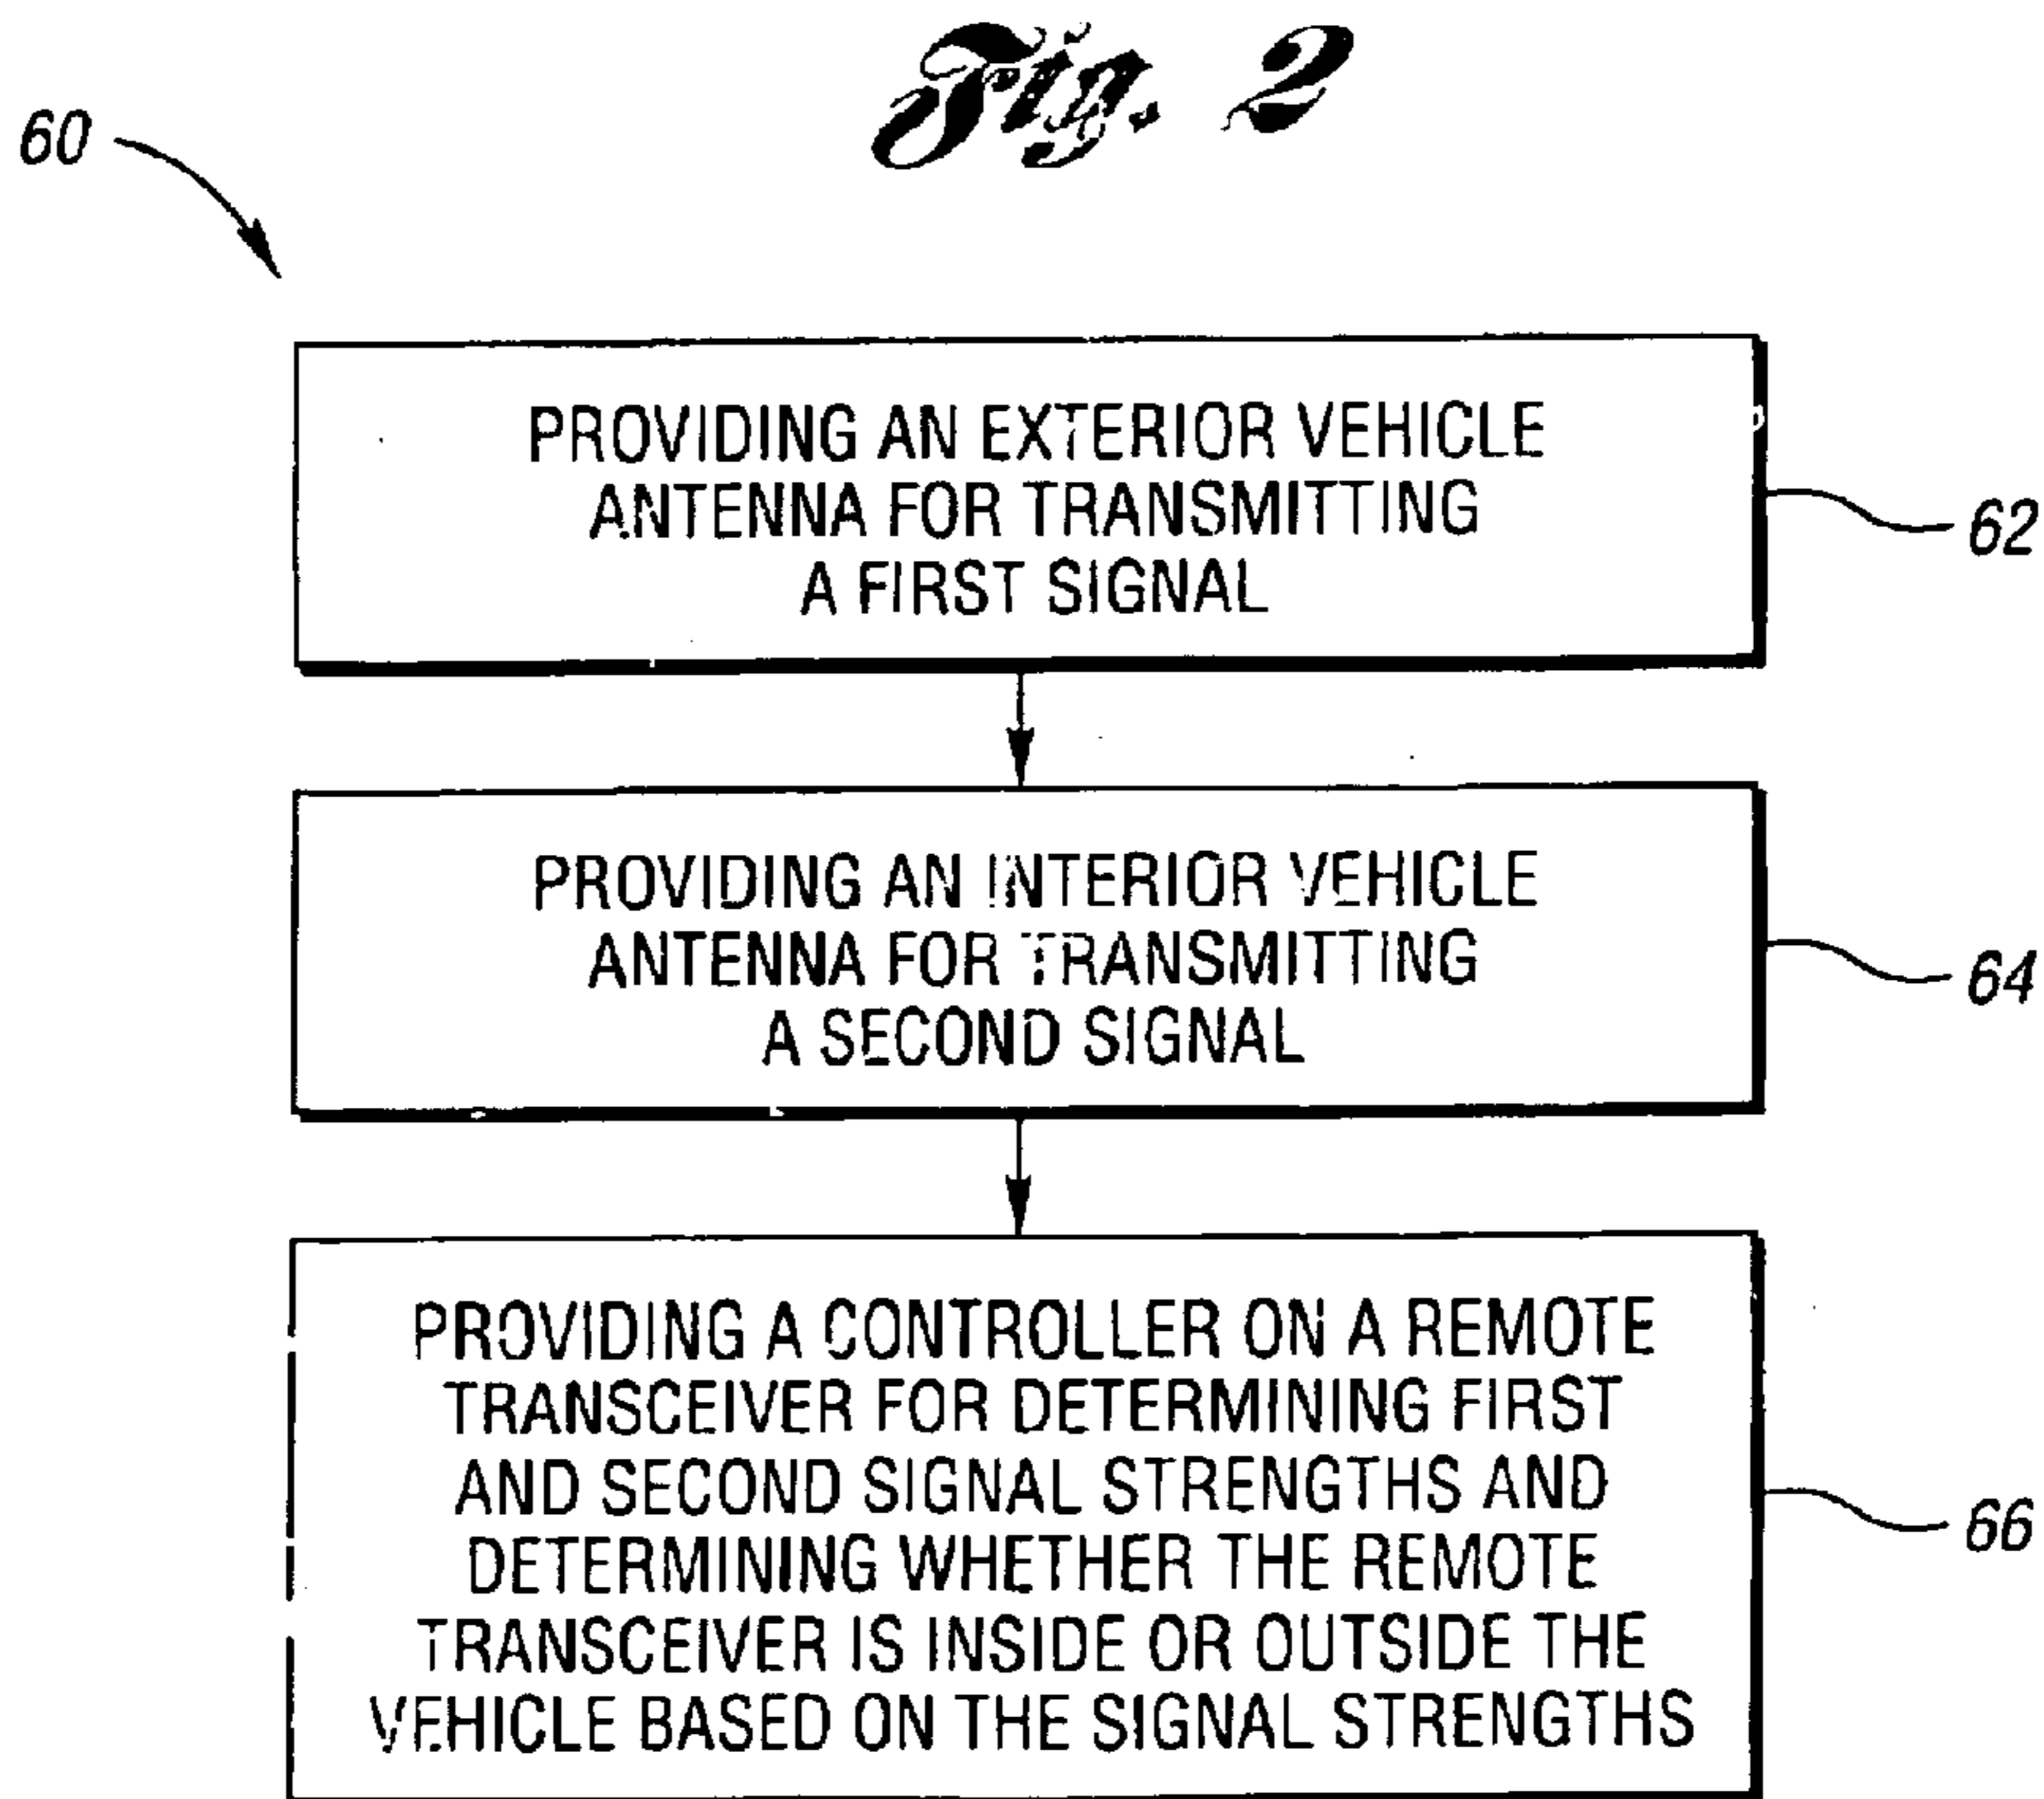 Fig. 2
60
PROVIDING AN EXTERIOR VEHICLE
ANTENNA FOR TRANSMITTING
A FIRST SIGNAL
62
PROVIDING AN INTERIOR VEHICLE
ANTENNA FOR TRANSMITTING
A SECOND SIGNAL
64
PROVIDING A CONTROLLER ON A REMOTE
TRANSCEIVER FOR DETERMINING FIRST
AND SECOND SIGNAL STRENGTHS AND
DETERMINING WHETHER THE REMOTE
TRANSCEIVER IS INSIDE OR OUTSIDE THE
VEHICLE BASED ON THE SIGNAL STRENGTHS
66